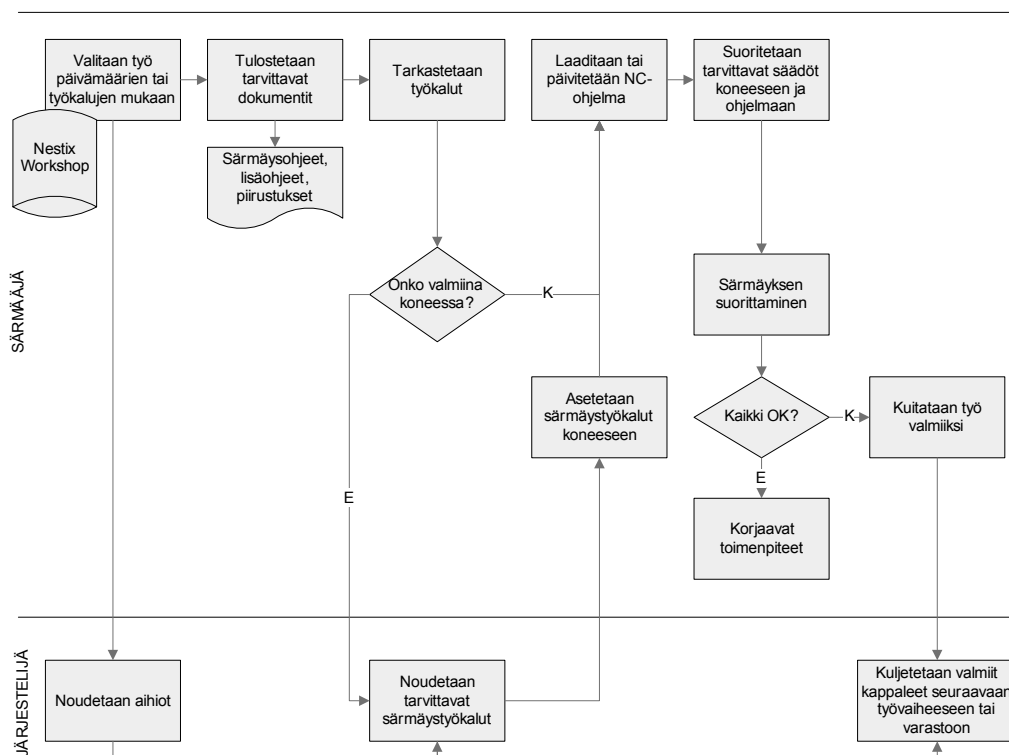 Valitaan työ
päivämäärien tai
työkalujen mukaan
Nestix
Workshop
Tulostetaan
tarvittavat
dokumentit
Särmäysohjeet,
lisäohjeet,
piirustukset
Tarkastetaan
työkalut
Onko valmiina
koneessa?
K
E
Laaditaan tai
päivitetään NC-
ohjelma
Suoritetaan
tarvittavat säädöt
koneeseen ja
ohjelmaan
Särmäyksen
suorittaminen
Asetetaan
särmäystyökalut
koneeseen
Kaikki OK?
K
Kuitataan työ
valmiiksi
E
Korjaavat
toimenpiteet
SÄRMÄÄJÄ
JÄRJESTELIJÄ
Noudetaan aihiot
Noudetaan
tarvittavat
särmäystyökalut
Kuljetetaan valmiit
kappaleet seuraavaan
työvaiheeseen tai
varastoon